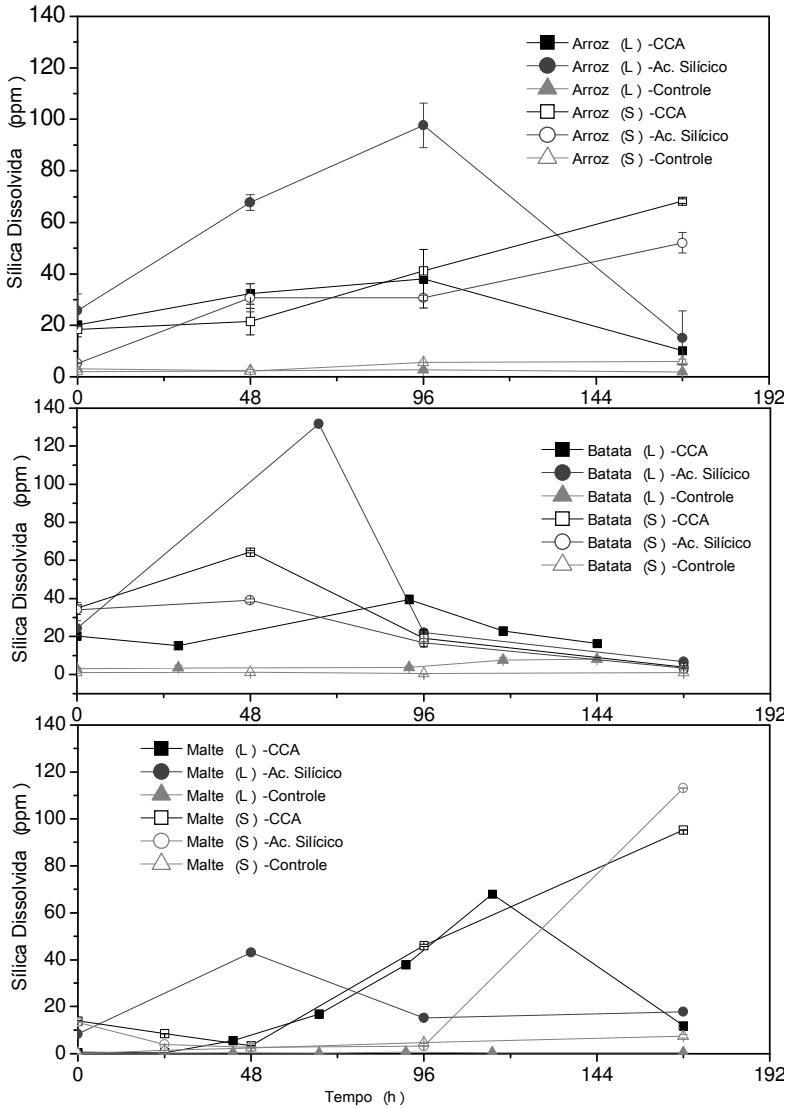 140
120
100
80
60
40
20
0
Sílica Dissolvida (ppm)
Arroz (L) -CCA
Arroz (L) -Ac. Silícico
Arroz (L) -Controle
Arroz (S) -CCA
Arroz (S) -Ac. Silícico
Arroz (S) -Controle
0 48 96 144 192
140
120
100
80
60
40
20
0
Sílica Dissolvida (ppm)
Batata (L) -CCA
Batata (L) -Ac. Silícico
Batata (L) -Controle
Batata (S) -CCA
Batata (S) -Ac. Silícico
Batata (S) -Controle
0 48 96 144 192
140
120
100
80
60
40
20
0
Sílica Dissolvida (ppm)
Malte (L) -CCA
Malte (L) -Ac. Silícico
Malte (L) -Controle
Malte (S) -CCA
Malte (S) -Ac. Silícico
Malte (S) -Controle
0 48 96 144 192
Tempo (h)